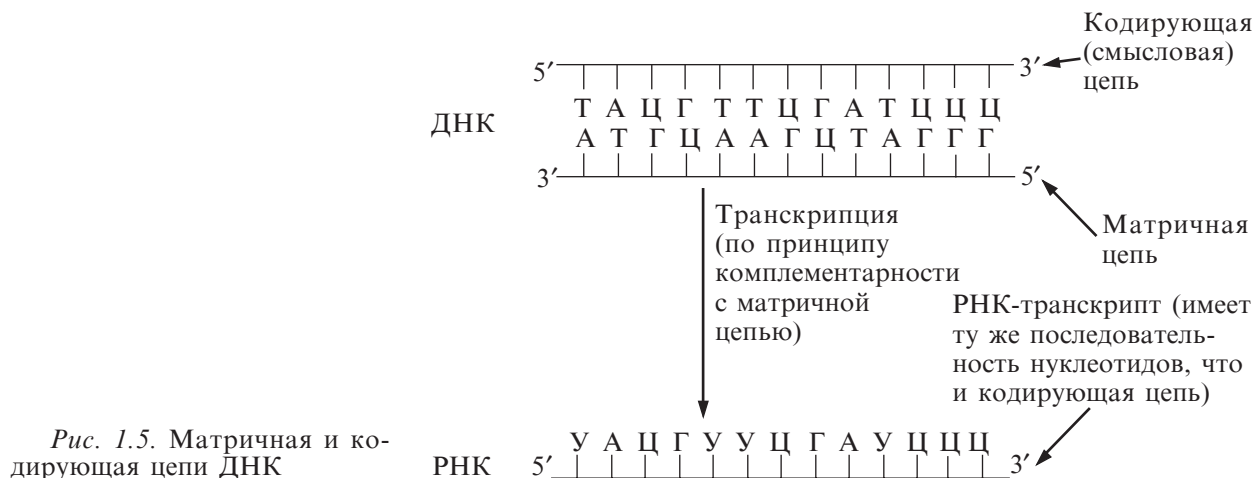 Кодирующая
(смысловая)
цепь
5′ 3′
Т А Ц Г Т Т Ц Г А Т Ц Ц Ц
ДНК
А Т Г Ц А А Г Ц Т А Г Г Г
3′ 5′
Транскрипция
(по принципу
комплементарности
с матричной
цепью)
Матричная
цепь
РНК-транскрипт (имеет
ту же последователь-
ность нуклеотидов, что
и кодирующая цепь)
Рис. 1.5. Матричная и ко-
дирующая цепи ДНК
У А Ц Г У У Ц Г А У Ц Ц Ц
РНК 5′ 3′